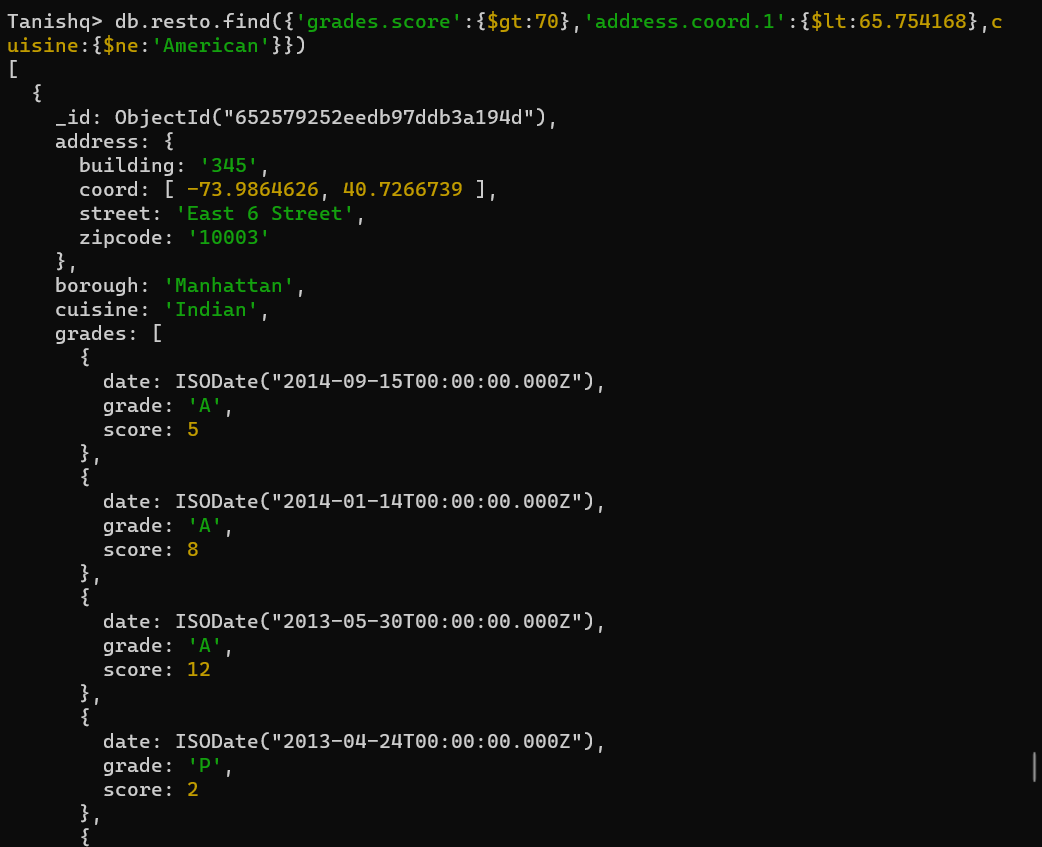 Tanishq> db.resto.find({'grades.score':{$gt:70},'address.coord.1':{$lt:65.754168},c
uisine:{$ne:'American'}})
[
  {
    _id: ObjectId("652579252eedb97ddb3a194d"),
    address: {
      building: '345',
      coord: [ -73.9864626, 40.7266739 ],
      street: 'East 6 Street',
      zipcode: '10003'
    },
    borough: 'Manhattan',
    cuisine: 'Indian',
    grades: [
      {
        date: ISODate("2014-09-15T00:00:00.000Z"),
        grade: 'A',
        score: 5
      },
      {
        date: ISODate("2014-01-14T00:00:00.000Z"),
        grade: 'A',
        score: 8
      },
      {
        date: ISODate("2013-05-30T00:00:00.000Z"),
        grade: 'A',
        score: 12
      },
      {
        date: ISODate("2013-04-24T00:00:00.000Z"),
        grade: 'P',
        score: 2
      },
      {